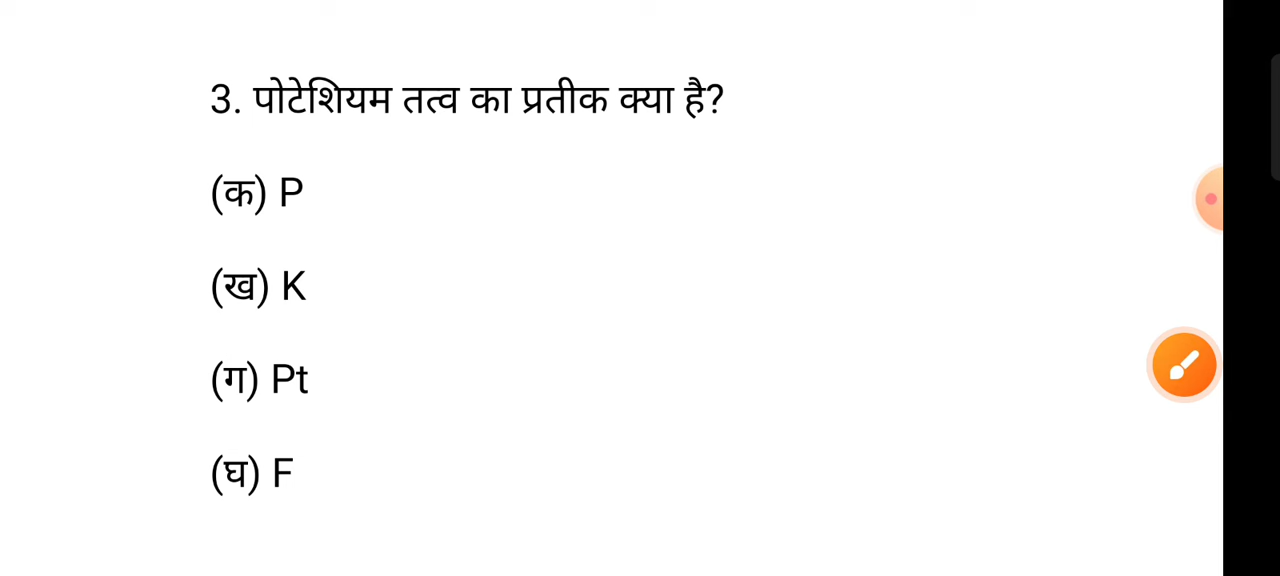 3. पोटेशियम तत्व का प्रतीक क्या है?
(क) P
(ख) K
(ग) Pt
(घ) F